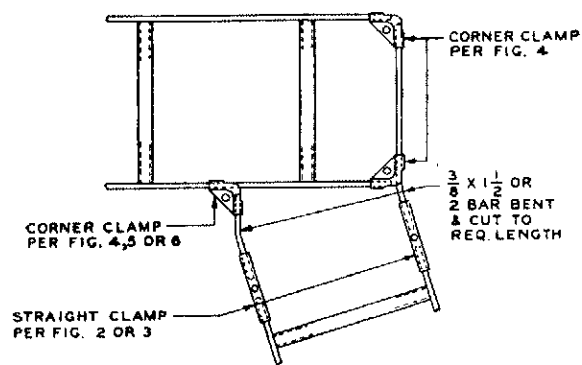 CORNER CLAMP
PER FIG. 4
3/8 X 1 1/2 OR
2 BAR BENT
& CUT TO
REQ. LENGTH
CORNER CLAMP
PER FIG. 4,5 OR 6
STRAIGHT CLAMP
PER FIG. 2 OR 3